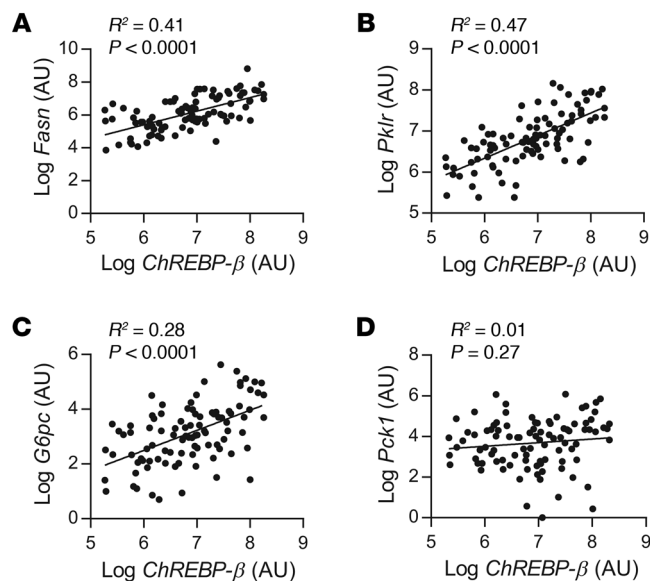 A
R² = 0.41
P < 0.0001
Log Fasn (AU)
10
8
6
4
2
0
5
6
7
8
9
Log ChREBP-β (AU)
B
R² = 0.47
P < 0.0001
Log Pklr (AU)
9
8
7
6
5
5
6
7
8
9
Log ChREBP-β (AU)
C
R² = 0.28
P < 0.0001
Log G6pc (AU)
6
4
2
0
5
6
7
8
9
Log ChREBP-β (AU)
D
R² = 0.01
P = 0.27
Log Pck1 (AU)
8
6
4
2
0
5
6
7
8
9
Log ChREBP-β (AU)